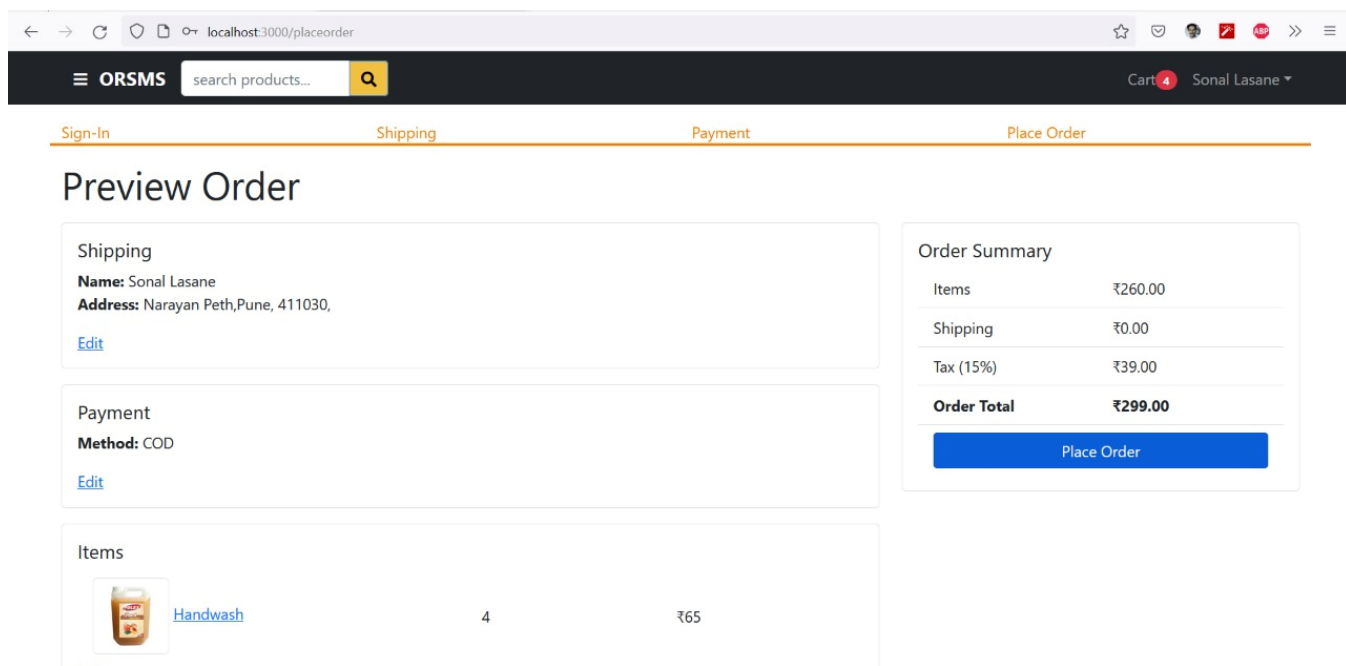 localhost:3000/placeorder
ABP
ORSMS search products... Cart 4 Sonal Lasane
Sign-In Shipping Payment Place Order
Preview Order
Shipping
Name: Sonal Lasane
Address: Narayan Peth,Pune, 411030,
Edit
Payment
Method: COD
Edit
Items
Handwash 4 ₹65
Order Summary
Items ₹260.00
Shipping ₹0.00
Tax (15%) ₹39.00
Order Total ₹299.00
Place Order